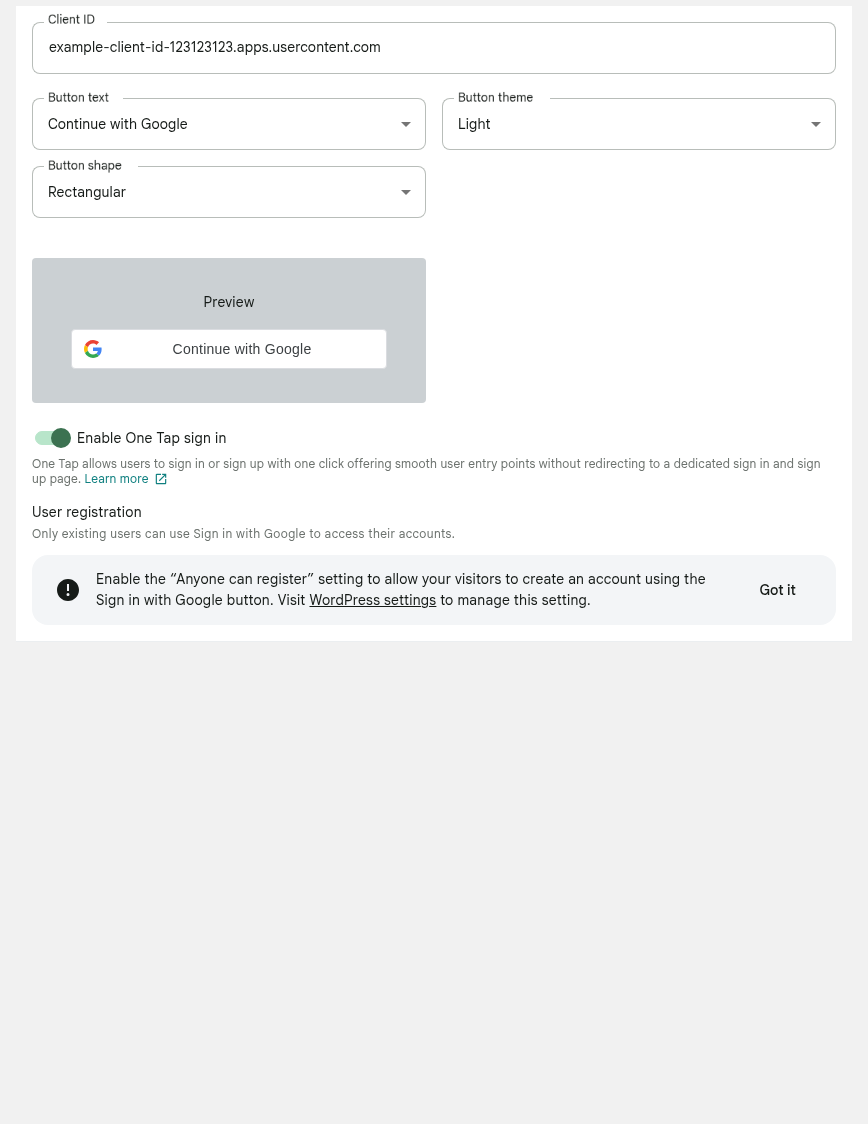 Client ID
example-client-id-123123123.apps.usercontent.com
Button text
Continue with Google
Button theme
Light
Button shape
Rectangular
Preview
Continue with Google
Enable One Tap sign in
One Tap allows users to sign in or sign up with one click offering smooth user entry points without redirecting to a dedicated sign in and sign
up page. Learn more
User registration
Only existing users can use Sign in with Google to access their accounts.
Enable the “Anyone can register” setting to allow your visitors to create an account using the
Sign in with Google button. Visit WordPress settings to manage this setting.
Got it